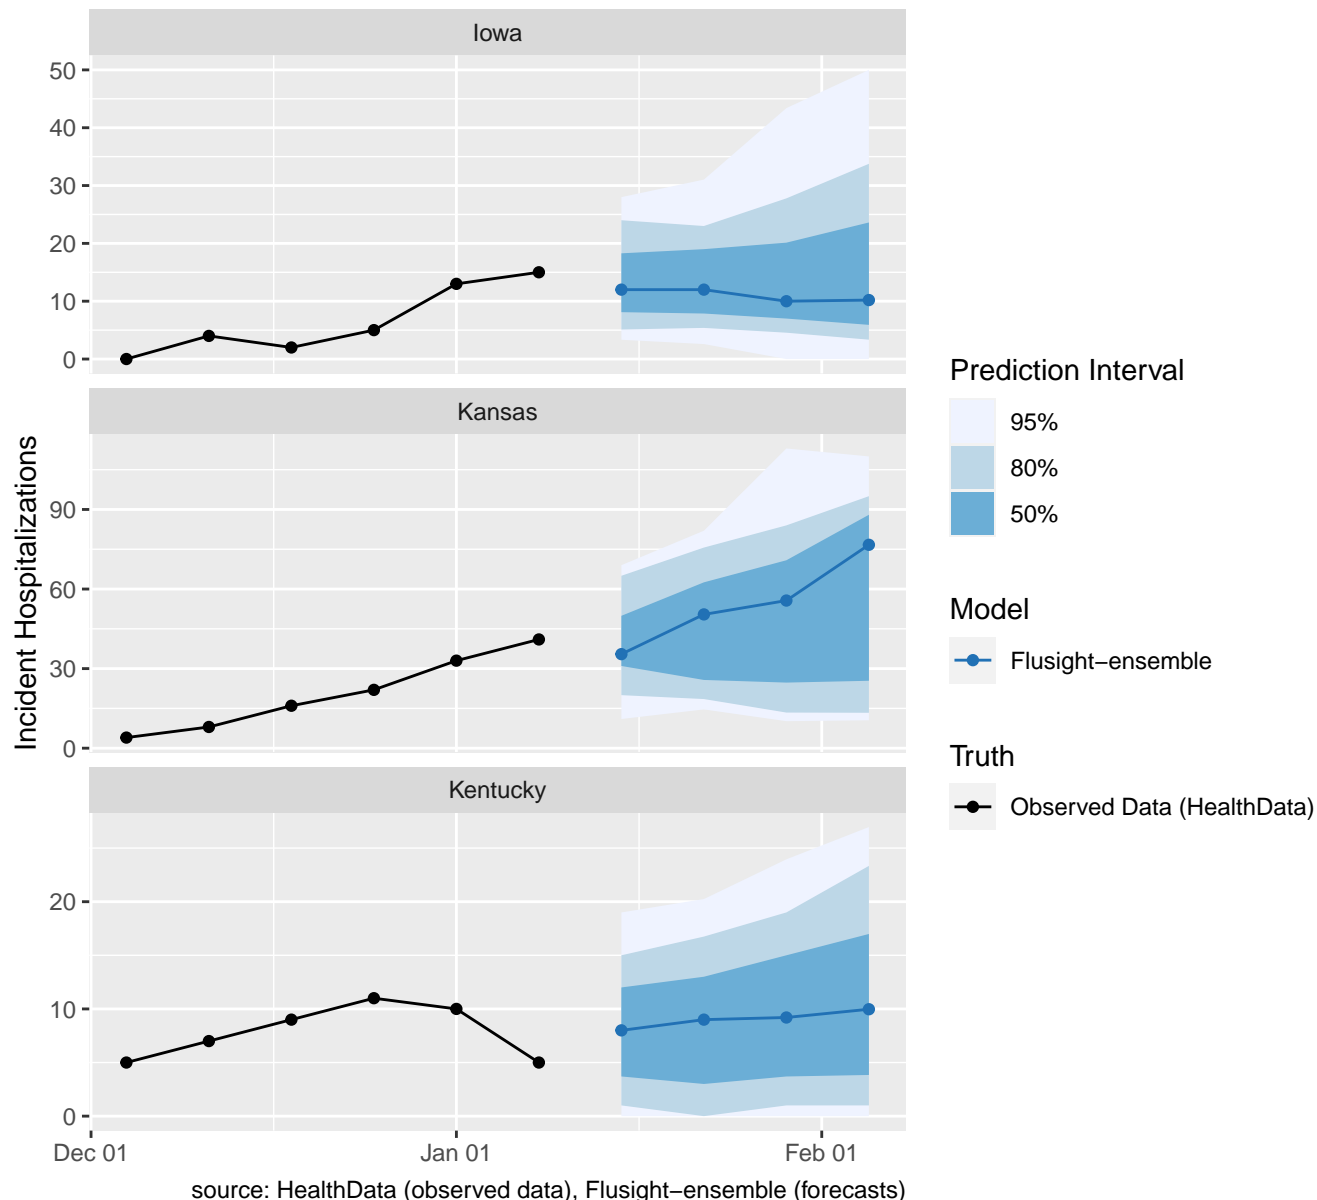 Iowa
50
40
30
20
10
0
Kansas
90
60
30
0
Kentucky
20
10
0
Incident Hospitalizations
Dec 01
Jan 01
Feb 01
source: HealthData (observed data), Flusight−ensemble (forecasts)
Prediction Interval
95%
80%
50%
Model
Flusight−ensemble
Truth
Observed Data (HealthData)